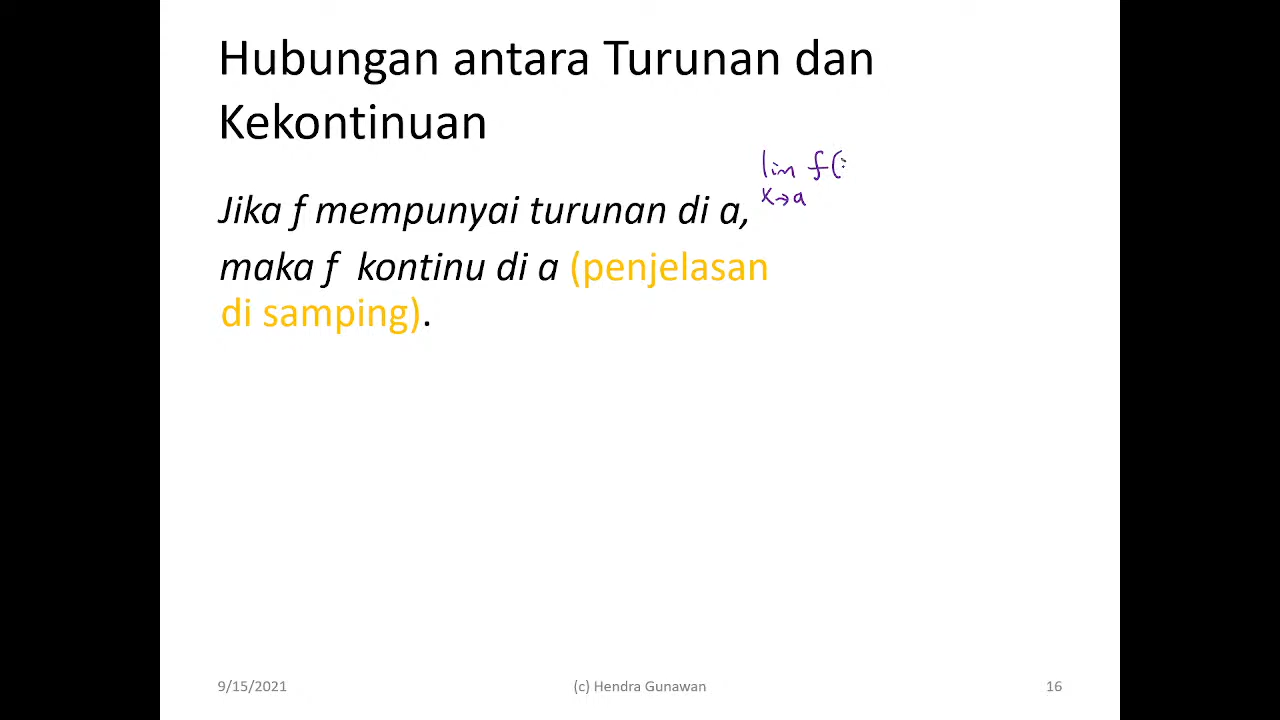 Hubungan antara Turunan dan
Kekontinuan
lim f(
x→a
Jika f mempunyai turunan di a,
maka f kontinu di a (penjelasan
di samping).
9/15/2021
(c) Hendra Gunawan
16